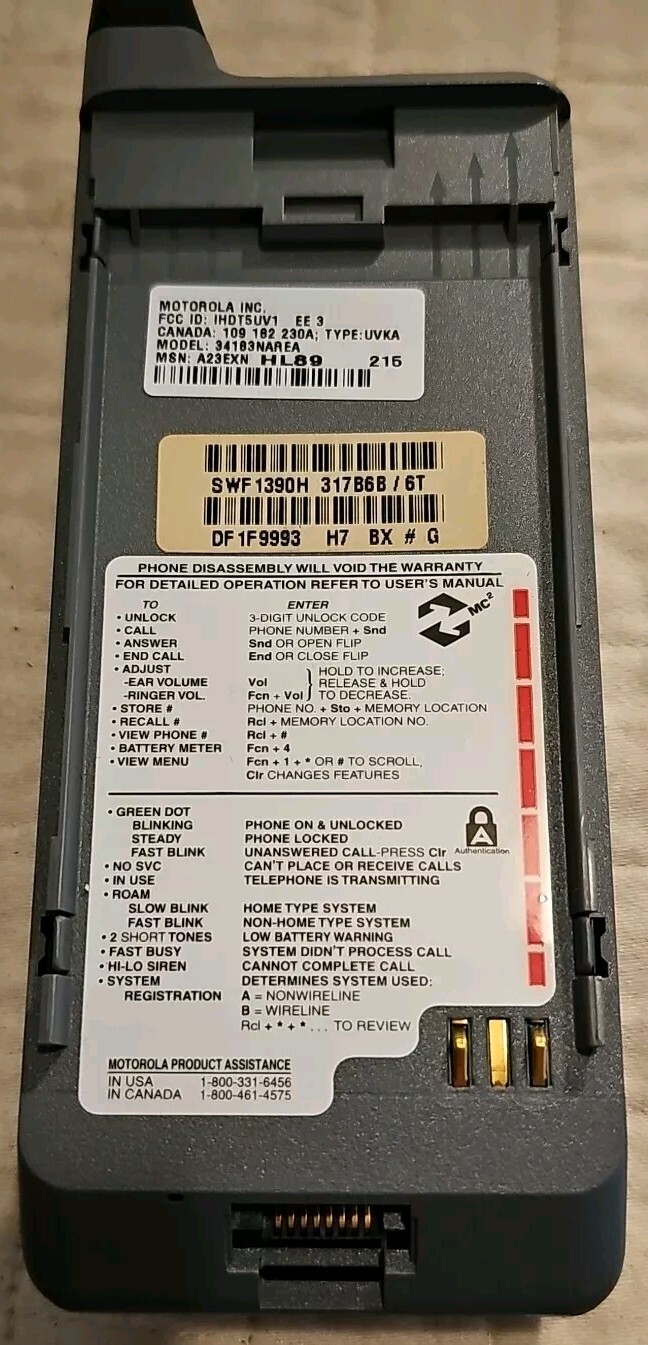 MOTOROLA INC.
FCC ID: IHDT5UV1 EE 3
CANADA: 109 182 230A; TYPE:UVKA
MODEL: 34183NAREA
MSN: A23EXN HL89 215
SWF1390H 317B6B / 6T
DF1F9993 H7 BX # G
PHONE DISASSEMBLY WILL VOID THE WARRANTY
FOR DETAILED OPERATION REFER TO USER'S MANUAL
TO ENTER
• UNLOCK 3-DIGIT UNLOCK CODE
• CALL PHONE NUMBER + Snd
• ANSWER Snd OR OPEN FLIP
• END CALL End OR CLOSE FLIP
• ADJUST HOLD TO INCREASE;
-EAR VOLUME Vol RELEASE & HOLD
-RINGER VOL. Fcn + Vol TO DECREASE.
• STORE # PHONE NO. + Sto + MEMORY LOCATION
• RECALL # Rcl + MEMORY LOCATION NO.
• VIEW PHONE # Rcl + #
• BATTERY METER Fcn + 4
• VIEW MENU Fcn + 1 + * OR # TO SCROLL,
Clr CHANGES FEATURES
MC²
• GREEN DOT
BLINKING PHONE ON & UNLOCKED
STEADY PHONE LOCKED
FAST BLINK UNANSWERED CALL-PRESS Clr
• NO SVC CAN'T PLACE OR RECEIVE CALLS
• IN USE TELEPHONE IS TRANSMITTING
• ROAM
SLOW BLINK HOME TYPE SYSTEM
FAST BLINK NON-HOME TYPE SYSTEM
• 2 SHORT TONES LOW BATTERY WARNING
• FAST BUSY SYSTEM DIDN'T PROCESS CALL
• HI-LO SIREN CANNOT COMPLETE CALL
• SYSTEM DETERMINES SYSTEM USED:
REGISTRATION A = NONWIRELINE
B = WIRELINE
Rcl + * + * . . . TO REVIEW
A
Authentication
MOTOROLA PRODUCT ASSISTANCE
IN USA 1-800-331-6456
IN CANADA 1-800-461-4575